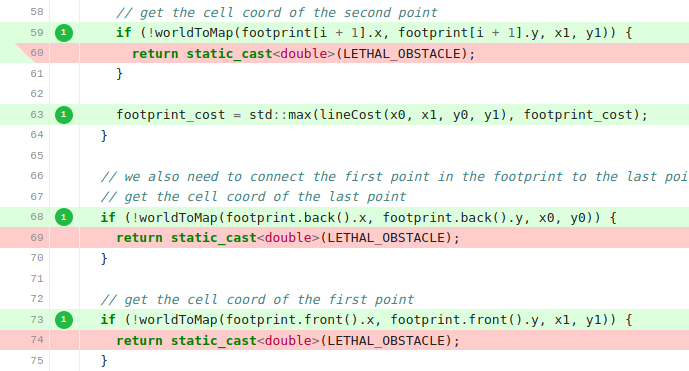 58 // get the cell coord of the second point
59 1 if (!worldToMap(footprint[i + 1].x, footprint[i + 1].y, x1, y1)) {
60 return static_cast<double>(LETHAL_OBSTACLE);
61 }
62
63 1 footprint_cost = std::max(lineCost(x0, x1, y0, y1), footprint_cost);
64 }
65
66 // we also need to connect the first point in the footprint to the last poi
67 // get the cell coord of the last point
68 1 if (!worldToMap(footprint.back().x, footprint.back().y, x0, y0)) {
69 return static_cast<double>(LETHAL_OBSTACLE);
70 }
71
72 // get the cell coord of the first point
73 1 if (!worldToMap(footprint.front().x, footprint.front().y, x1, y1)) {
74 return static_cast<double>(LETHAL_OBSTACLE);
75 }